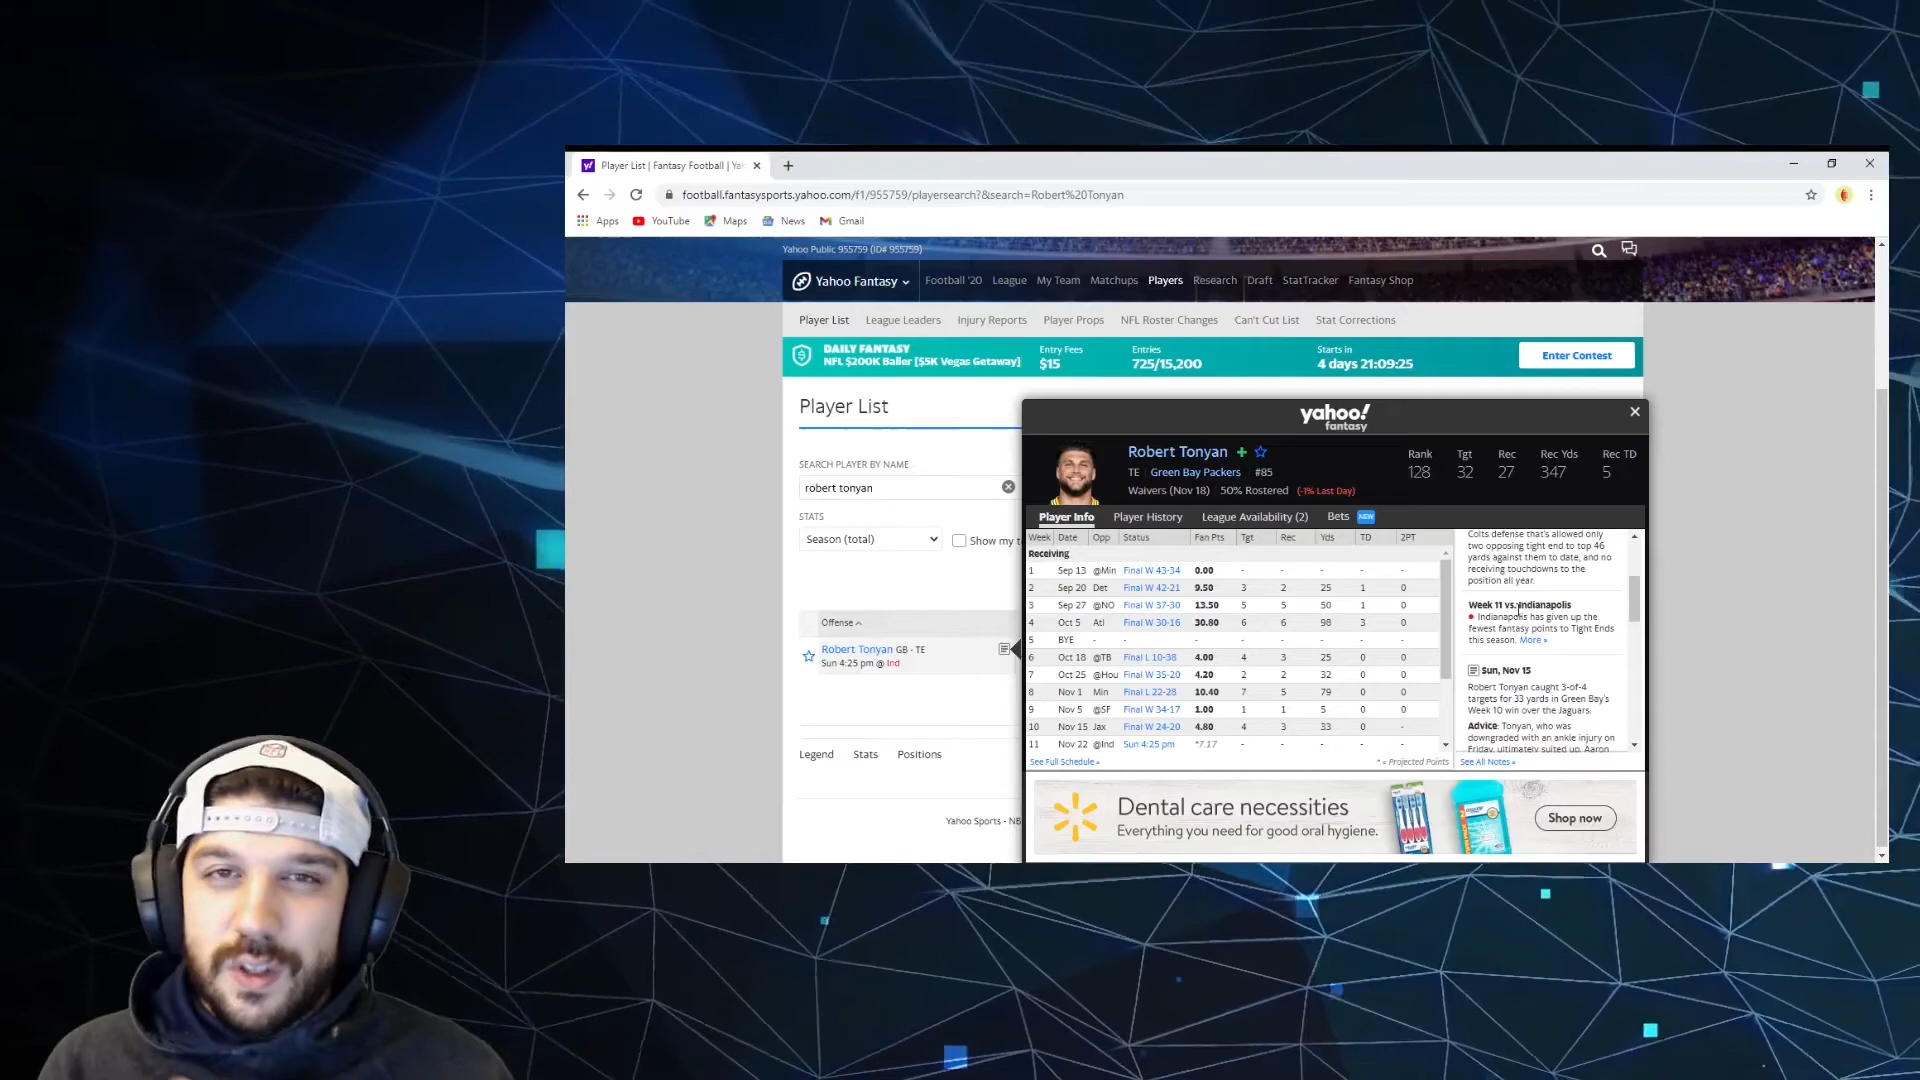 Player List | Fantasy Football | Ya
football.fantasysports.yahoo.com/f1/955759/playersearch?&search=Robert%20Tonyan
Apps YouTube Maps News Gmail
Yahoo Public 955759 (ID# 955759)
Yahoo Fantasy Football '20 League My Team Matchups Players Research Draft StatTracker Fantasy Shop
Player List League Leaders Injury Reports Player Props NFL Roster Changes Can't Cut List Stat Corrections
DAILY FANTASY Entry Fees Entries Starts in
NFL $200K Baller [$5K Vegas Getaway] $15 725/15,200 4 days 21:09:25 Enter Contest
Player List
SEARCH PLAYER BY NAME
robert tonyan
STATS
Season (total) Show my t
Offense
Robert Tonyan GB - TE
Sun 4:25 pm @ Ind
Legend Stats Positions
Yahoo Sports - NB
yahoo!
fantasy
Robert Tonyan Rank Tgt Rec Rec Yds Rec TD
TE Green Bay Packers #85 128 32 27 347 5
Waivers (Nov 18) 50% Rostered (-1% Last Day)
Player Info Player History League Availability (2) Bets NEW
Week Date Opp Status Fan Pts Tgt Rec Yds TD 2PT
Receiving
1 Sep 13 @Min Final W 43-34 0.00 - - - - -
2 Sep 20 Det Final W 42-21 9.50 3 2 25 1 0
3 Sep 27 @NO Final W 37-30 13.50 5 5 50 1 0
4 Oct 5 Atl Final W 30-16 30.80 6 6 98 3 0
5 BYE - - - - - - - -
6 Oct 18 @TB Final L 10-38 4.00 4 3 25 0 0
7 Oct 25 @Hou Final W 35-20 4.20 2 2 32 0 0
8 Nov 1 Min Final L 22-28 10.40 7 5 79 0 0
9 Nov 5 @SF Final W 34-17 1.00 1 1 5 0 0
10 Nov 15 Jax Final W 24-20 4.80 4 3 33 0 -
11 Nov 22 @Ind Sun 4:25 pm *7.17 - - - - -
See Full Schedule » * = Projected Points
Colts defense that's allowed only
two opposing tight end to top 46
yards against them to date, and no
receiving touchdowns to the
position all year.
Week 11 vs. Indianapolis
Indianapolis has given up the
fewest fantasy points to Tight Ends
this season. More »
Sun, Nov 15
Robert Tonyan caught 3-of-4
targets for 33 yards in Green Bay's
Week 10 win over the Jaguars.
Advice: Tonyan, who was
downgraded with an ankle injury on
Friday, ultimately suited up. Aaron
See All Notes »
Dental care necessities
Everything you need for good oral hygiene.
Shop now